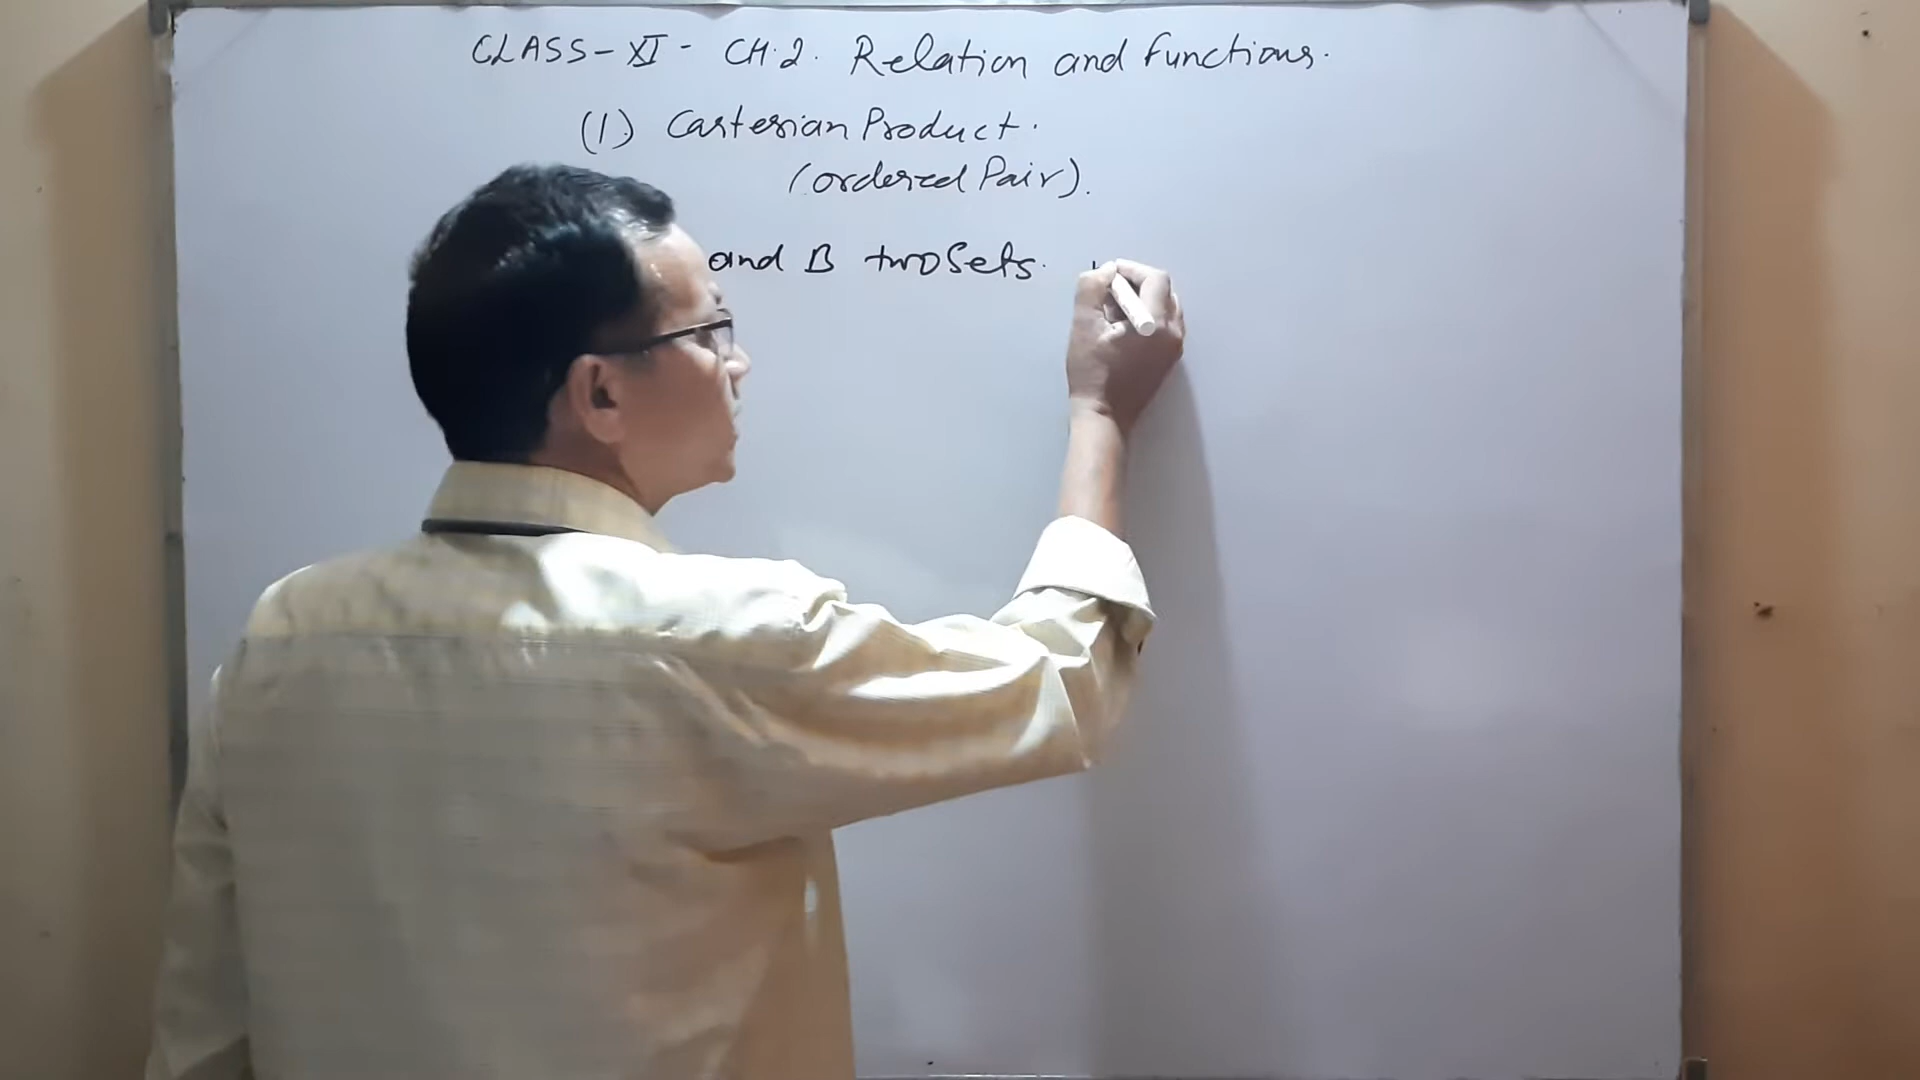 CLASS-XI- CH.2. Relation and functions.
(1) Cartesian Product.
(ordered Pair).
and B two Sets.